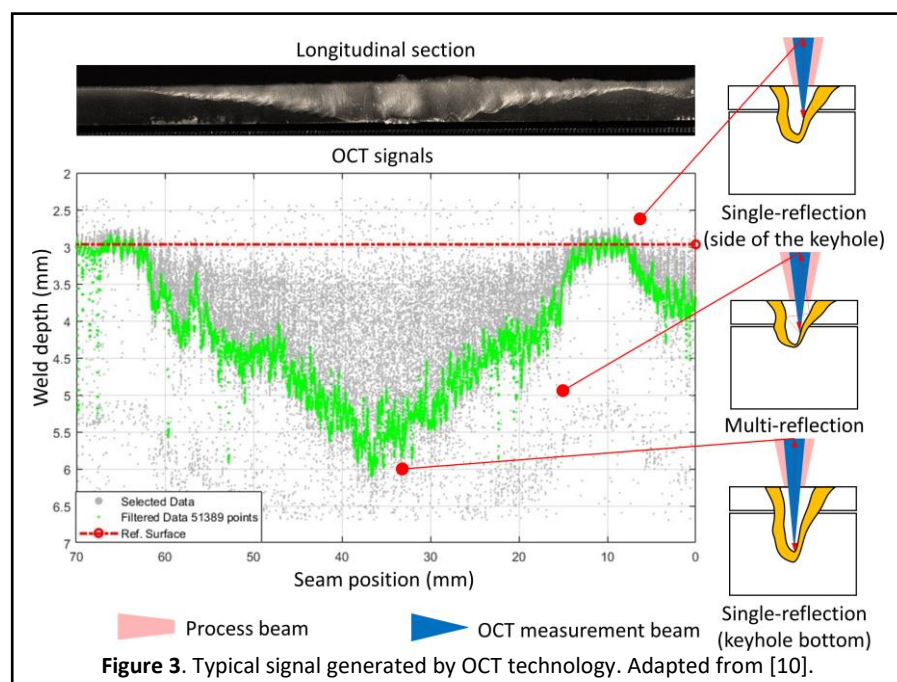 Longitudinal section
OCT signals
2
2.5
3
3.5
4
4.5
5
5.5
6
6.5
7
Weld depth (mm)
Selected Data
Filtered Data 51389 points
Ref. Surface
70
60
50
40
30
20
10
0
Seam position (mm)
Single-reflection
(side of the keyhole)
Multi-reflection
Single-reflection
(keyhole bottom)
Process beam
OCT measurement beam
Figure 3. Typical signal generated by OCT technology. Adapted from [10].